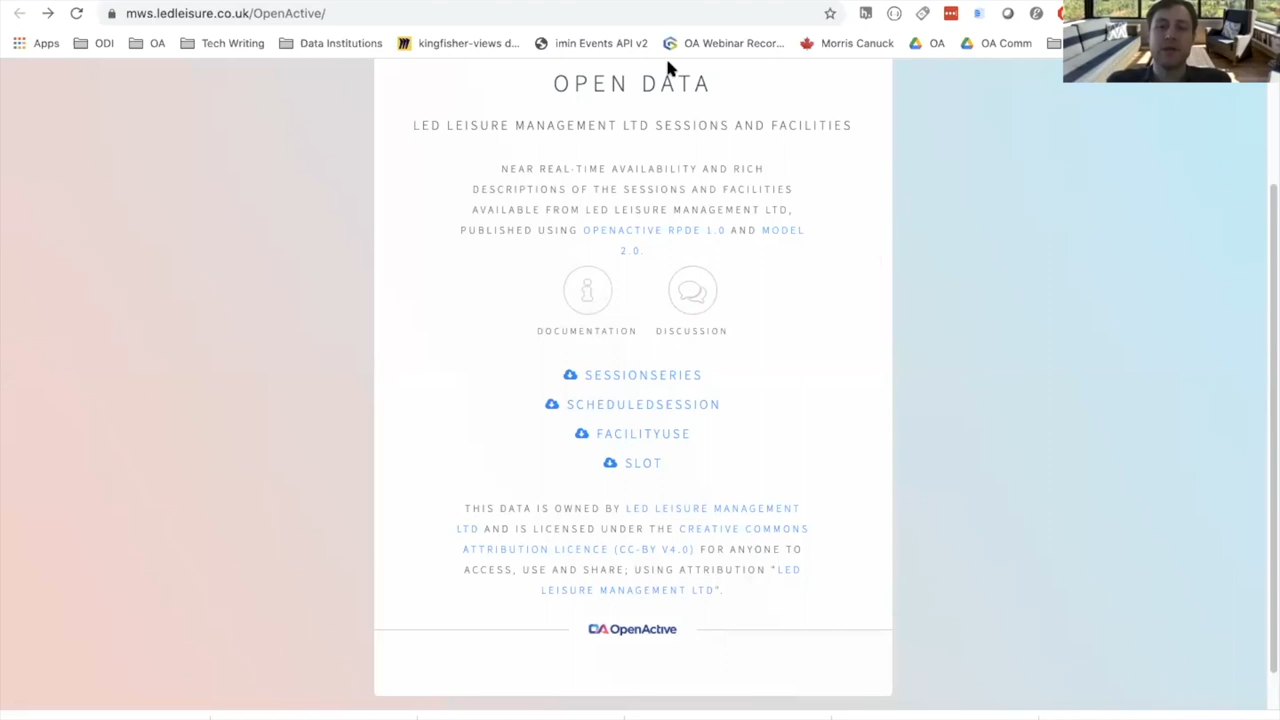 mws.ledleisure.co.uk/OpenActive/
Apps ODI OA Tech Writing Data Institutions kingfisher-views d... imin Events API v2 OA Webinar Recor... Morris Canuck OA OA Comm
OPEN DATA
LED LEISURE MANAGEMENT LTD SESSIONS AND FACILITIES
NEAR REAL-TIME AVAILABILITY AND RICH
DESCRIPTIONS OF THE SESSIONS AND FACILITIES
AVAILABLE FROM LED LEISURE MANAGEMENT LTD,
PUBLISHED USING OPENACTIVE RPDE 1.0 AND MODEL
2.0.
DOCUMENTATION DISCUSSION
SESSIONSERIES
SCHEDULEDSESSION
FACILITYUSE
SLOT
THIS DATA IS OWNED BY LED LEISURE MANAGEMENT
LTD AND IS LICENSED UNDER THE CREATIVE COMMONS
ATTRIBUTION LICENCE (CC-BY V4.0) FOR ANYONE TO
ACCESS, USE AND SHARE; USING ATTRIBUTION "LED
LEISURE MANAGEMENT LTD".
OA OpenActive